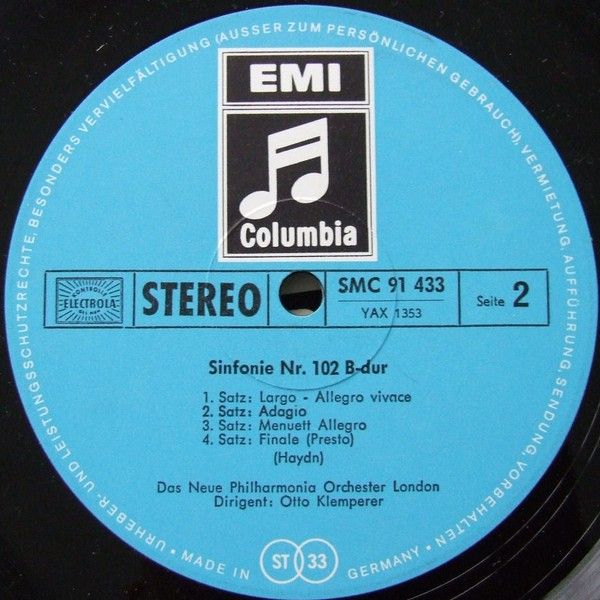 URHEBER- UND LEISTUNGSSCHUTZRECHTE, BESONDERS VERVIELFÄLTIGUNG (AUSSER ZUM PERSÖNLICHEN GEBRAUCH), VERMIETUNG, AUFFÜHRUNG, SENDUNG, VORBEHALTEN
EMI
Columbia
KONTROLLE
ELECTROLA
STEREO
SMC 91 433
YAX 1353
Seite 2
Sinfonie Nr. 102 B-dur
1. Satz: Largo - Allegro vivace
2. Satz: Adagio
3. Satz: Menuett Allegro
4. Satz: Finale (Presto)
(Haydn)
Das Neue Philharmonia Orchester London
Dirigent: Otto Klemperer
• MADE IN GERMANY •
ST 33